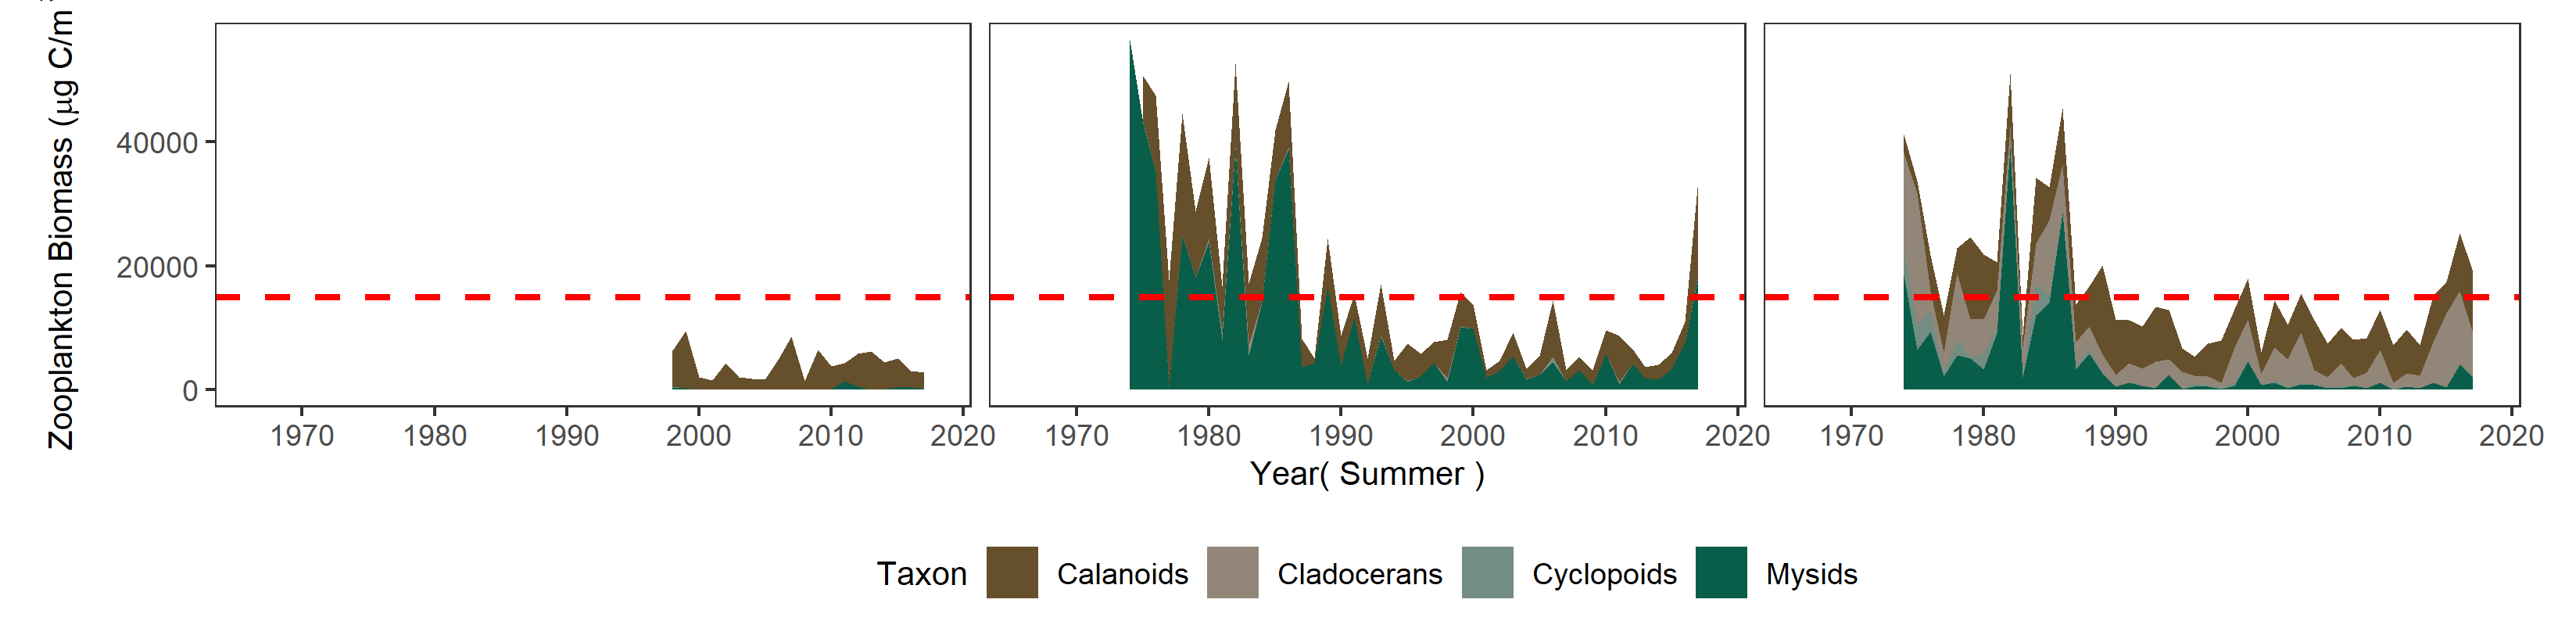 Zooplankton Biomass (μg C/m
40000
20000
0
1970 1980 1990 2000 2010 2020 1970 1980 1990 2000 2010 2020 1970 1980 1990 2000 2010 2020
Year( Summer )
Taxon Calanoids Cladocerans Cyclopoids Mysids